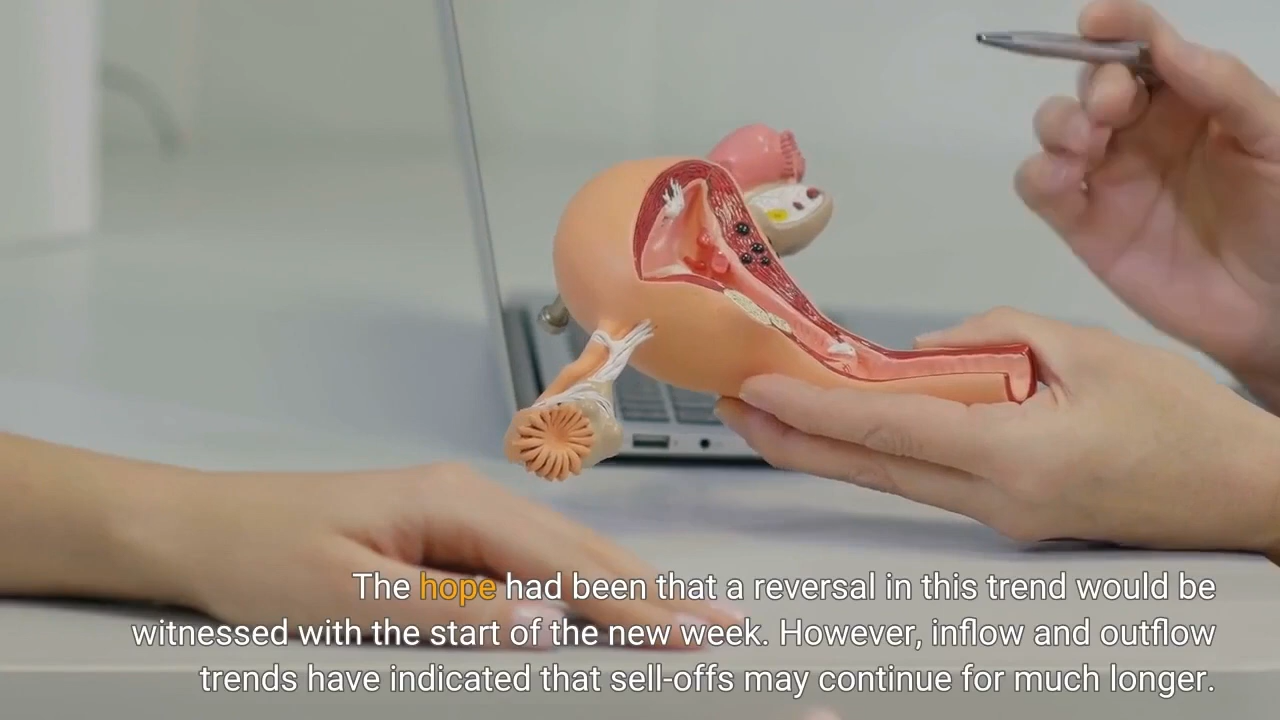 The hope had been that a reversal in this trend would be
witnessed with the start of the new week. However, inflow and outflow
trends have indicated that sell-offs may continue for much longer.